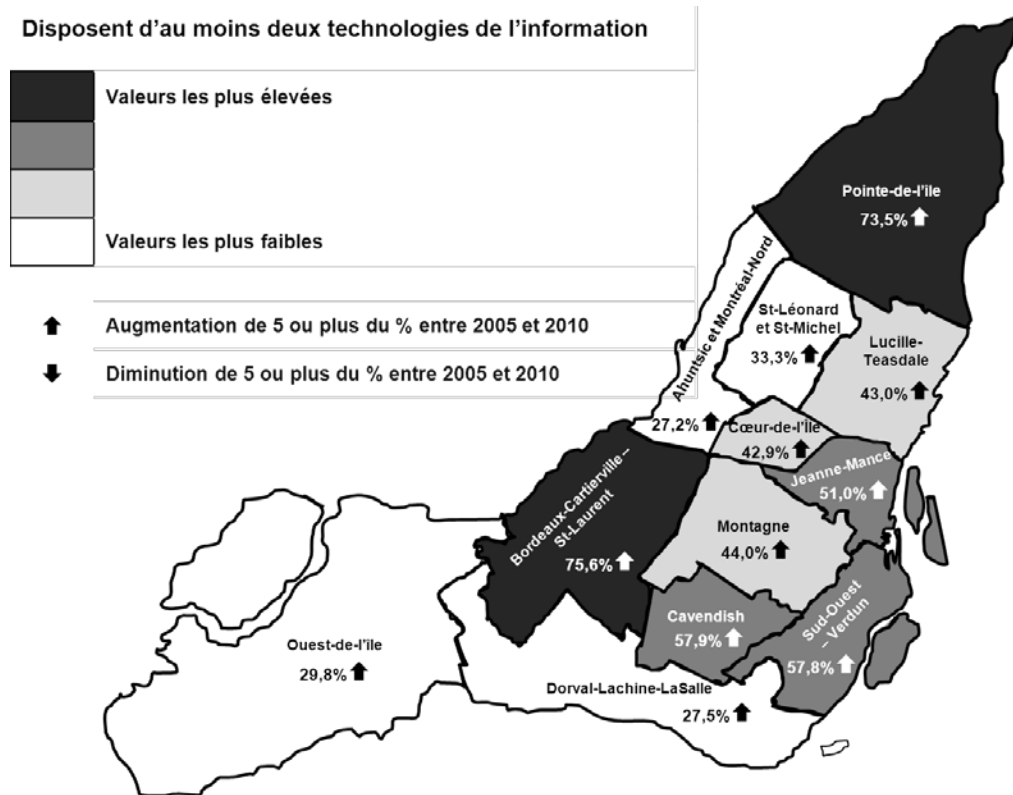 Disposent d'au moins deux technologies de l'information
Valeurs les plus élevées
Valeurs les plus faibles
Augmentation de 5 ou plus du % entre 2005 et 2010
Diminution de 5 ou plus du % entre 2005 et 2010
Pointe-de-l'île
73,5%
Ahuntsic et Montréal-Nord
27,2%
St-Léonard
et St-Michel
33,3%
Lucille-
Teasdale
43,0%
Cœur-de-l'Île
42,9%
Jeanne-Mance
51,0%
Bordeaux-Cartierville –
St-Laurent
75,6%
Montagne
44,0%
Cavendish
57,9%
Sud-Ouest
– Verdun
57,8%
Ouest-de-l'île
29,8%
Dorval-Lachine-LaSalle
27,5%